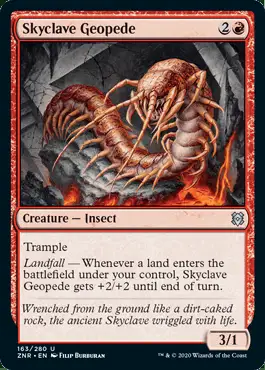 Skyclave Geopede 2
Creature — Insect
Trample
Landfall — Whenever a land enters the
battlefield under your control, Skyclave
Geopede gets +2/+2 until end of turn.
Wrenched from the ground like a dirt-caked
rock, the ancient Skyclave wriggled with life.
3/1
163/280 U
ZNR • EN Filip Burburan
™ & © 2020 Wizards of the Coast